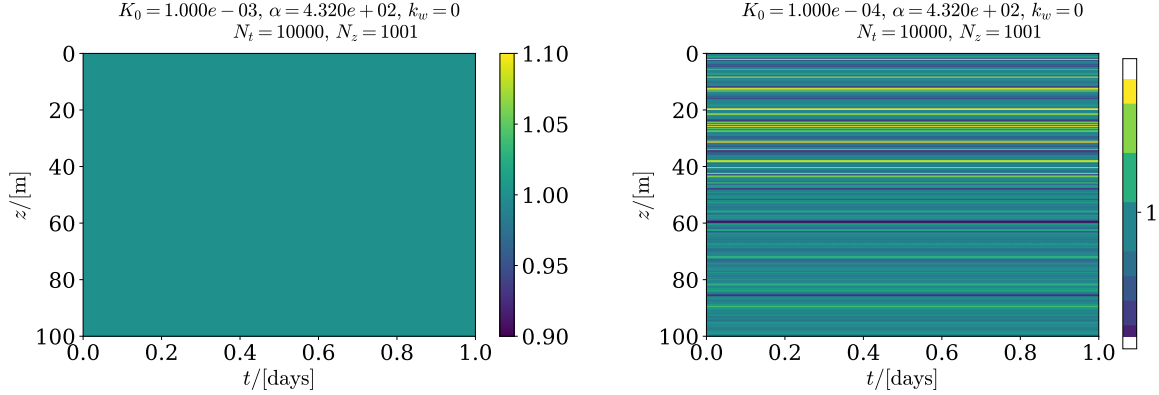 K₀ = 1.000e − 03, α = 4.320e + 02, k_w = 0
N_t = 10000, N_z = 1001
0
20
40
60
80
100
z/[m]
0.0 0.2 0.4 0.6 0.8 1.0
t/[days]
1.10
1.05
1.00
0.95
0.90
K₀ = 1.000e − 04, α = 4.320e + 02, k_w = 0
N_t = 10000, N_z = 1001
0
20
40
60
80
100
z/[m]
0.0 0.2 0.4 0.6 0.8 1.0
t/[days]
1